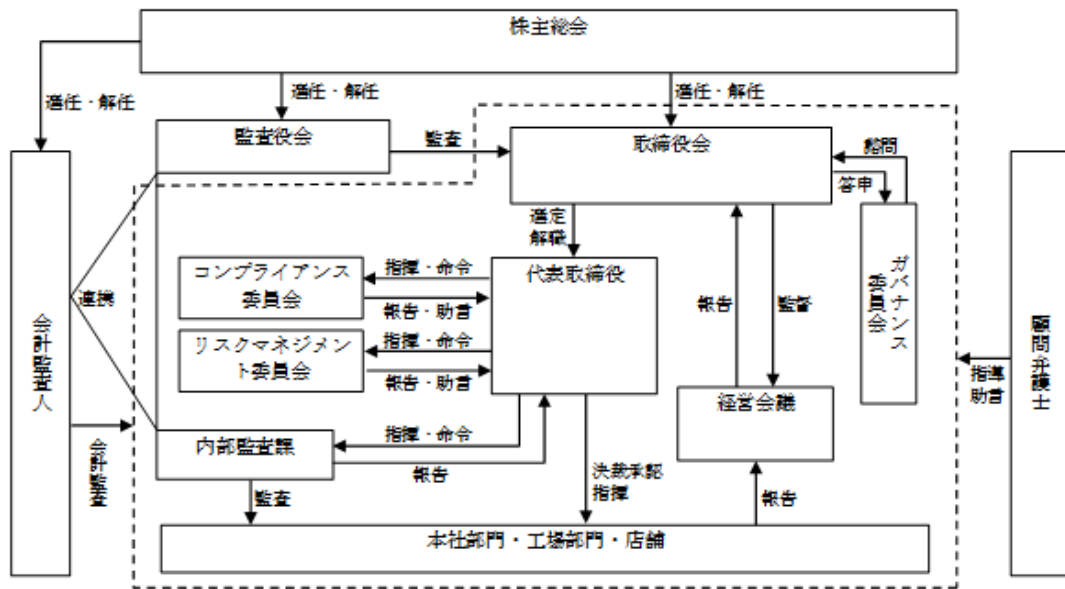 株主総会
選任・解任
選任・解任
選任・解任
監査役会
監査
取締役会
諮問
答申
選定
解職
ガバナンス
委員会
コンプライアンス
委員会
指揮・命令
報告・助言
代表取締役
連携
報告
監督
リスクマネジメン
ト委員会
指揮・命令
報告・助言
会計監査人
顧問弁護士
指導
助言
経営会議
内部監査課
指揮・命令
報告
会計監査
監査
決裁承認
指揮
報告
本社部門・工場部門・店舗